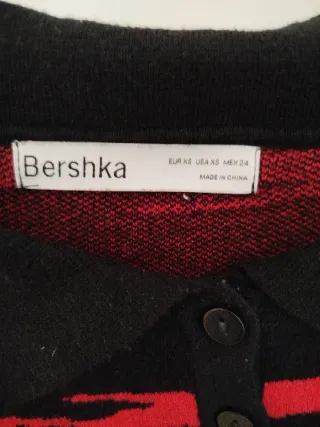 Bershka
EUR XS USA XS MEX 24
MADE IN CHINA